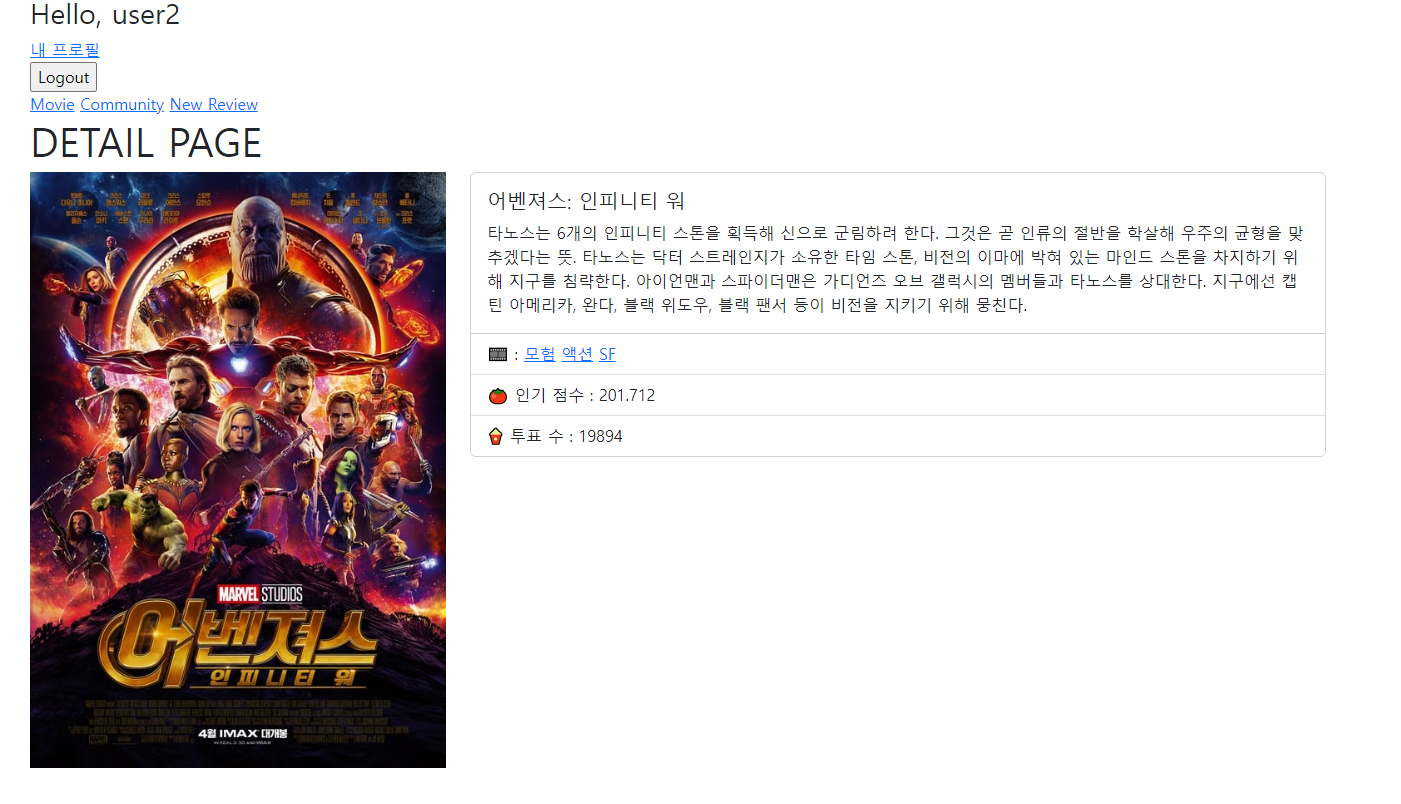 Hello, user2
내 프로필
Logout
Movie Community New Review
DETAIL PAGE
어벤져스: 인피니티 워
타노스는 6개의 인피니티 스톤을 획득해 신으로 군림하려 한다. 그것은 곧 인류의 절반을 학살해 우주의 균형을 맞
추겠다는 뜻. 타노스는 닥터 스트레인지가 소유한 타임 스톤, 비전의 이마에 박혀 있는 마인드 스톤을 차지하기 위
해 지구를 침략한다. 아이언맨과 스파이더맨은 가디언즈 오브 갤럭시의 멤버들과 타노스를 상대한다. 지구에선 캡
틴 아메리카, 완다, 블랙 위도우, 블랙 팬서 등이 비전을 지키기 위해 뭉친다.
: 모험 액션 SF
인기 점수 : 201.712
투표 수 : 19894
MARVEL STUDIOS
어벤져스
인피니티 워
4월 IMAX 대개봉